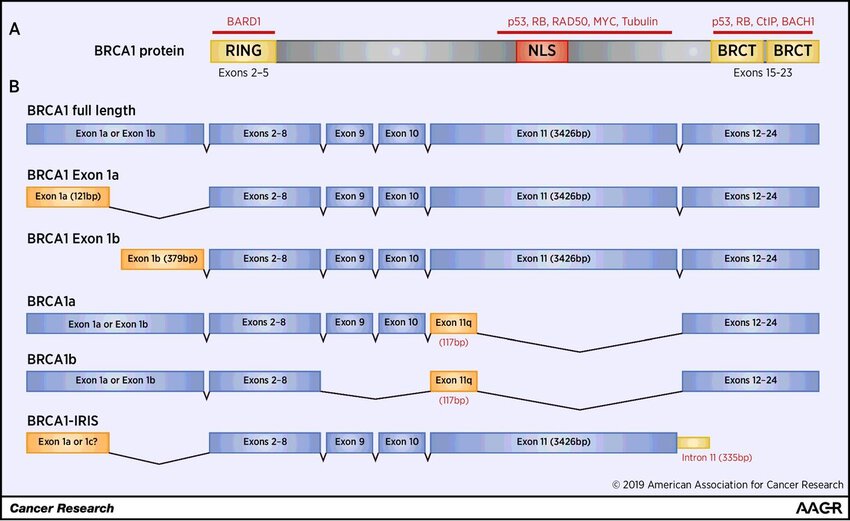 A
BARD1
p53, RB, RAD50, MYC, Tubulin
p53, RB, CtIP, BACH1
BRCA1 protein
RING
NLS
BRCT
BRCT
Exons 2–5
Exons 15-23
B
BRCA1 full length
Exon 1a or Exon 1b
Exons 2–8
Exon 9
Exon 10
Exon 11 (3426bp)
Exons 12–24
BRCA1 Exon 1a
Exon 1a (121bp)
Exons 2–8
Exon 9
Exon 10
Exon 11 (3426bp)
Exons 12–24
BRCA1 Exon 1b
Exon 1b (379bp)
Exons 2–8
Exon 9
Exon 10
Exon 11 (3426bp)
Exons 12–24
BRCA1a
Exon 1a or Exon 1b
Exons 2–8
Exon 9
Exon 10
Exon 11q
Exons 12–24
(117bp)
BRCA1b
Exon 1a or Exon 1b
Exons 2–8
Exon 11q
Exons 12–24
(117bp)
BRCA1-IRIS
Exon 1a or 1c?
Exons 2–8
Exon 9
Exon 10
Exon 11 (3426bp)
Intron 11 (335bp)
© 2019 American Association for Cancer Research
Cancer Research
AACR